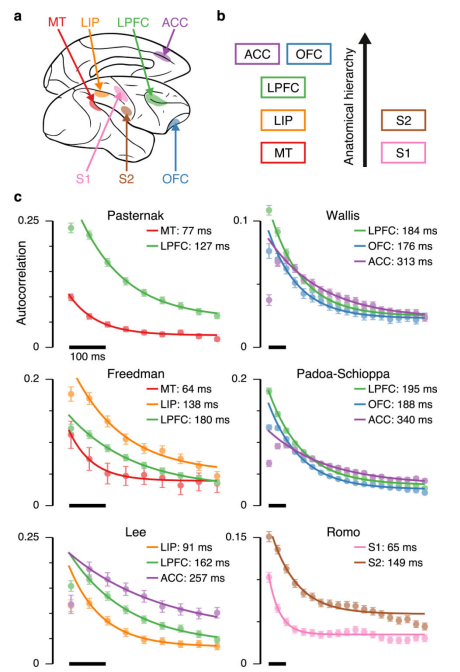 a
MT LIP LPFC ACC
S1 S2 OFC
b
ACC OFC
LPFC
LIP
MT
Anatomical hierarchy
S2
S1
c
Autocorrelation
Pasternak
0.25
0
MT: 77 ms
LPFC: 127 ms
100 ms
Wallis
0.1
0
LPFC: 184 ms
OFC: 176 ms
ACC: 313 ms
Freedman
0.2
0
MT: 64 ms
LIP: 138 ms
LPFC: 180 ms
Padoa-Schioppa
0.2
0
LPFC: 195 ms
OFC: 188 ms
ACC: 340 ms
Lee
0.25
0
LIP: 91 ms
LPFC: 162 ms
ACC: 257 ms
Romo
0.15
0
S1: 65 ms
S2: 149 ms